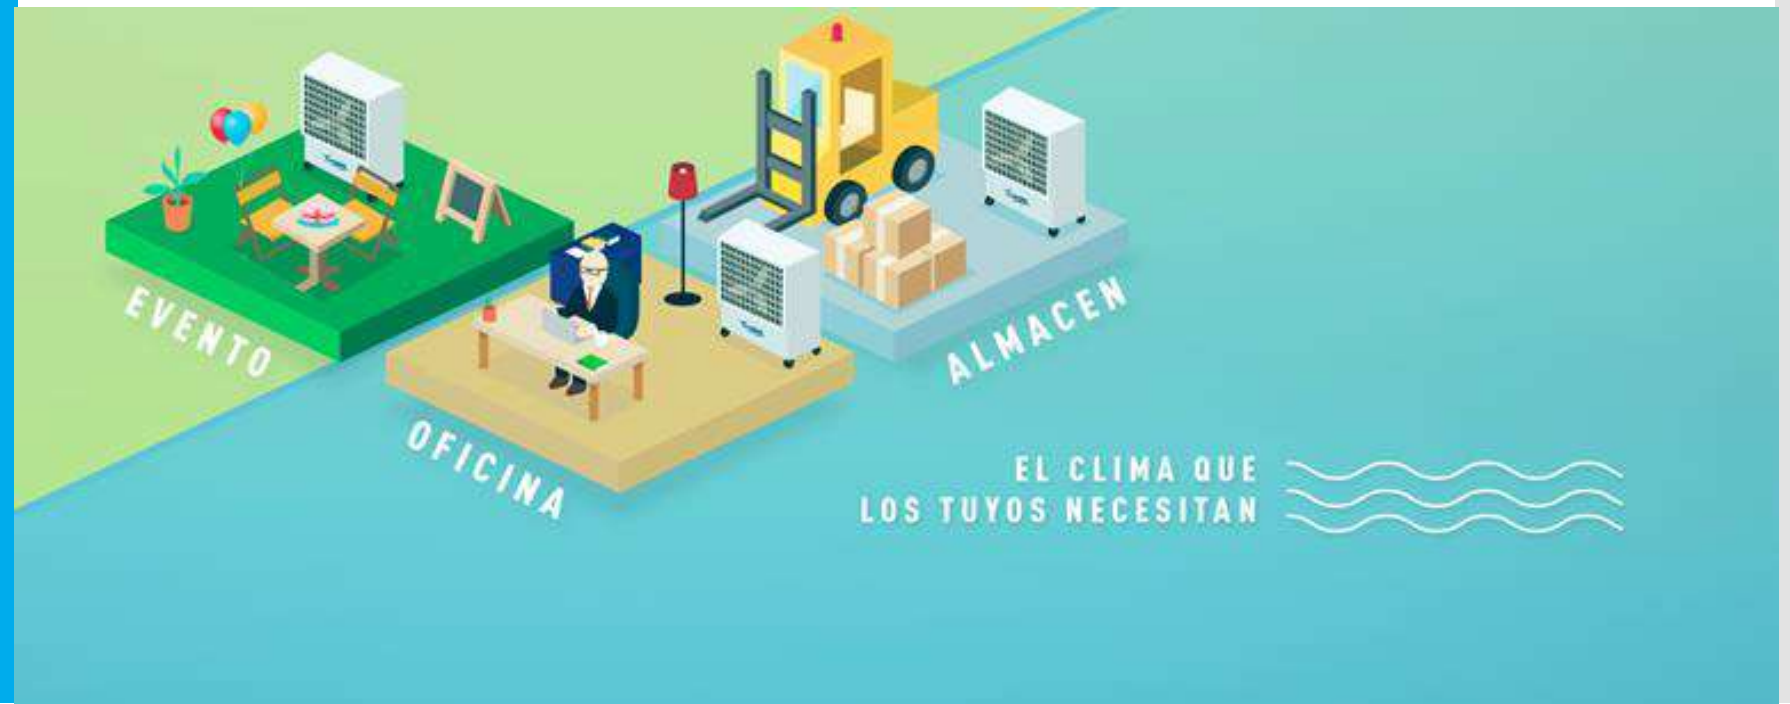 EVENTO
OFICINA
ALMACEN
EL CLIMA QUE
LOS TUYOS NECESITAN